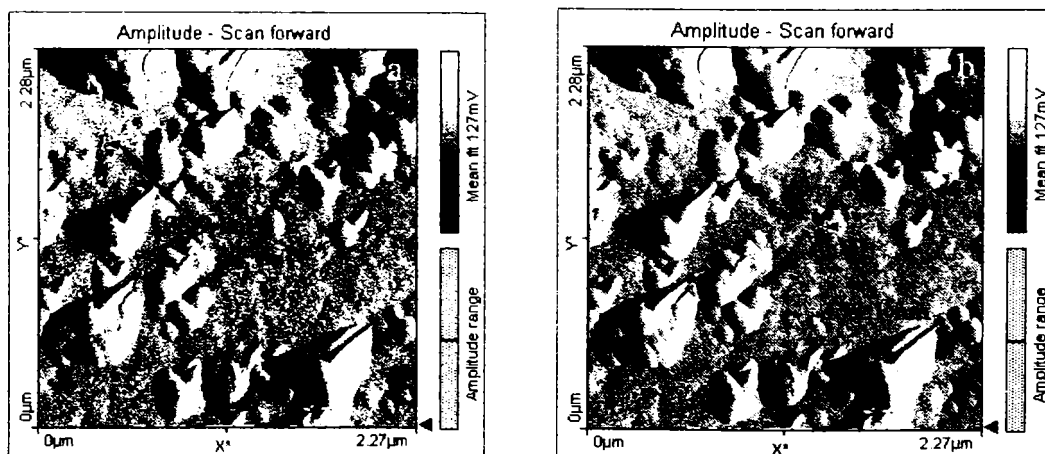 Amplitude - Scan forward
a
2.28µm
Y*
0µm
0µm
X*
2.27µm
Mean fit 127mV
Amplitude range
Amplitude - Scan forward
b
2.28µm
Y*
0µm
0µm
X*
2.27µm
Mean fit 127mV
Amplitude range